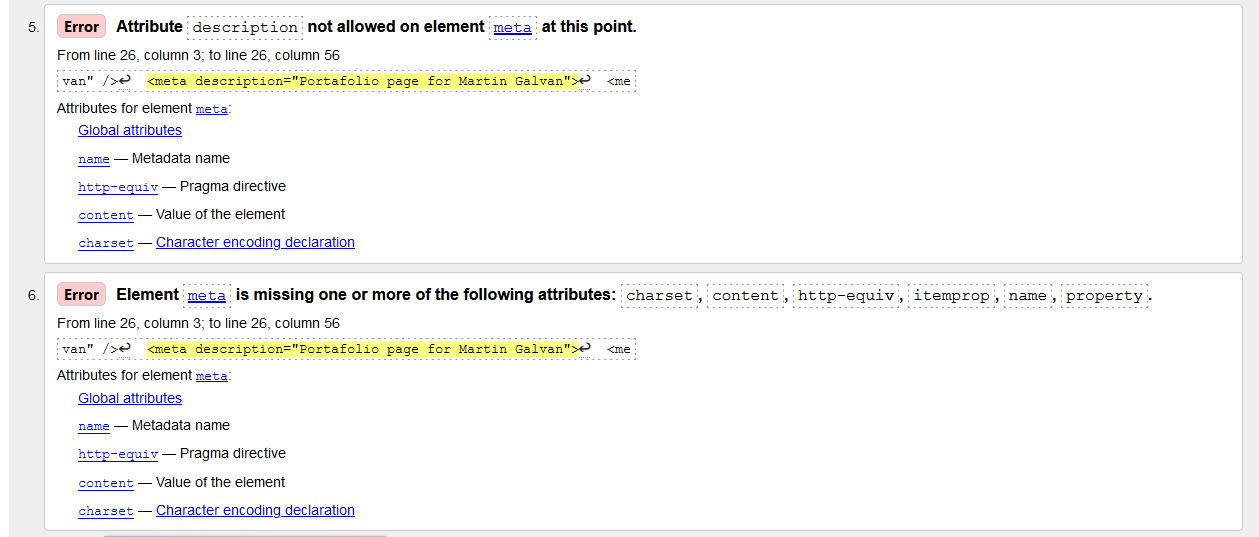 5. Error Attribute description not allowed on element meta at this point.
From line 26, column 3; to line 26, column 56
van" />↩ <meta description="Portafolio page for Martin Galvan">↩ <me
Attributes for element meta:
Global attributes
name — Metadata name
http-equiv — Pragma directive
content — Value of the element
charset — Character encoding declaration
6. Error Element meta is missing one or more of the following attributes: charset, content, http-equiv, itemprop, name, property.
From line 26, column 3; to line 26, column 56
van" />↩ <meta description="Portafolio page for Martin Galvan">↩ <me
Attributes for element meta:
Global attributes
name — Metadata name
http-equiv — Pragma directive
content — Value of the element
charset — Character encoding declaration